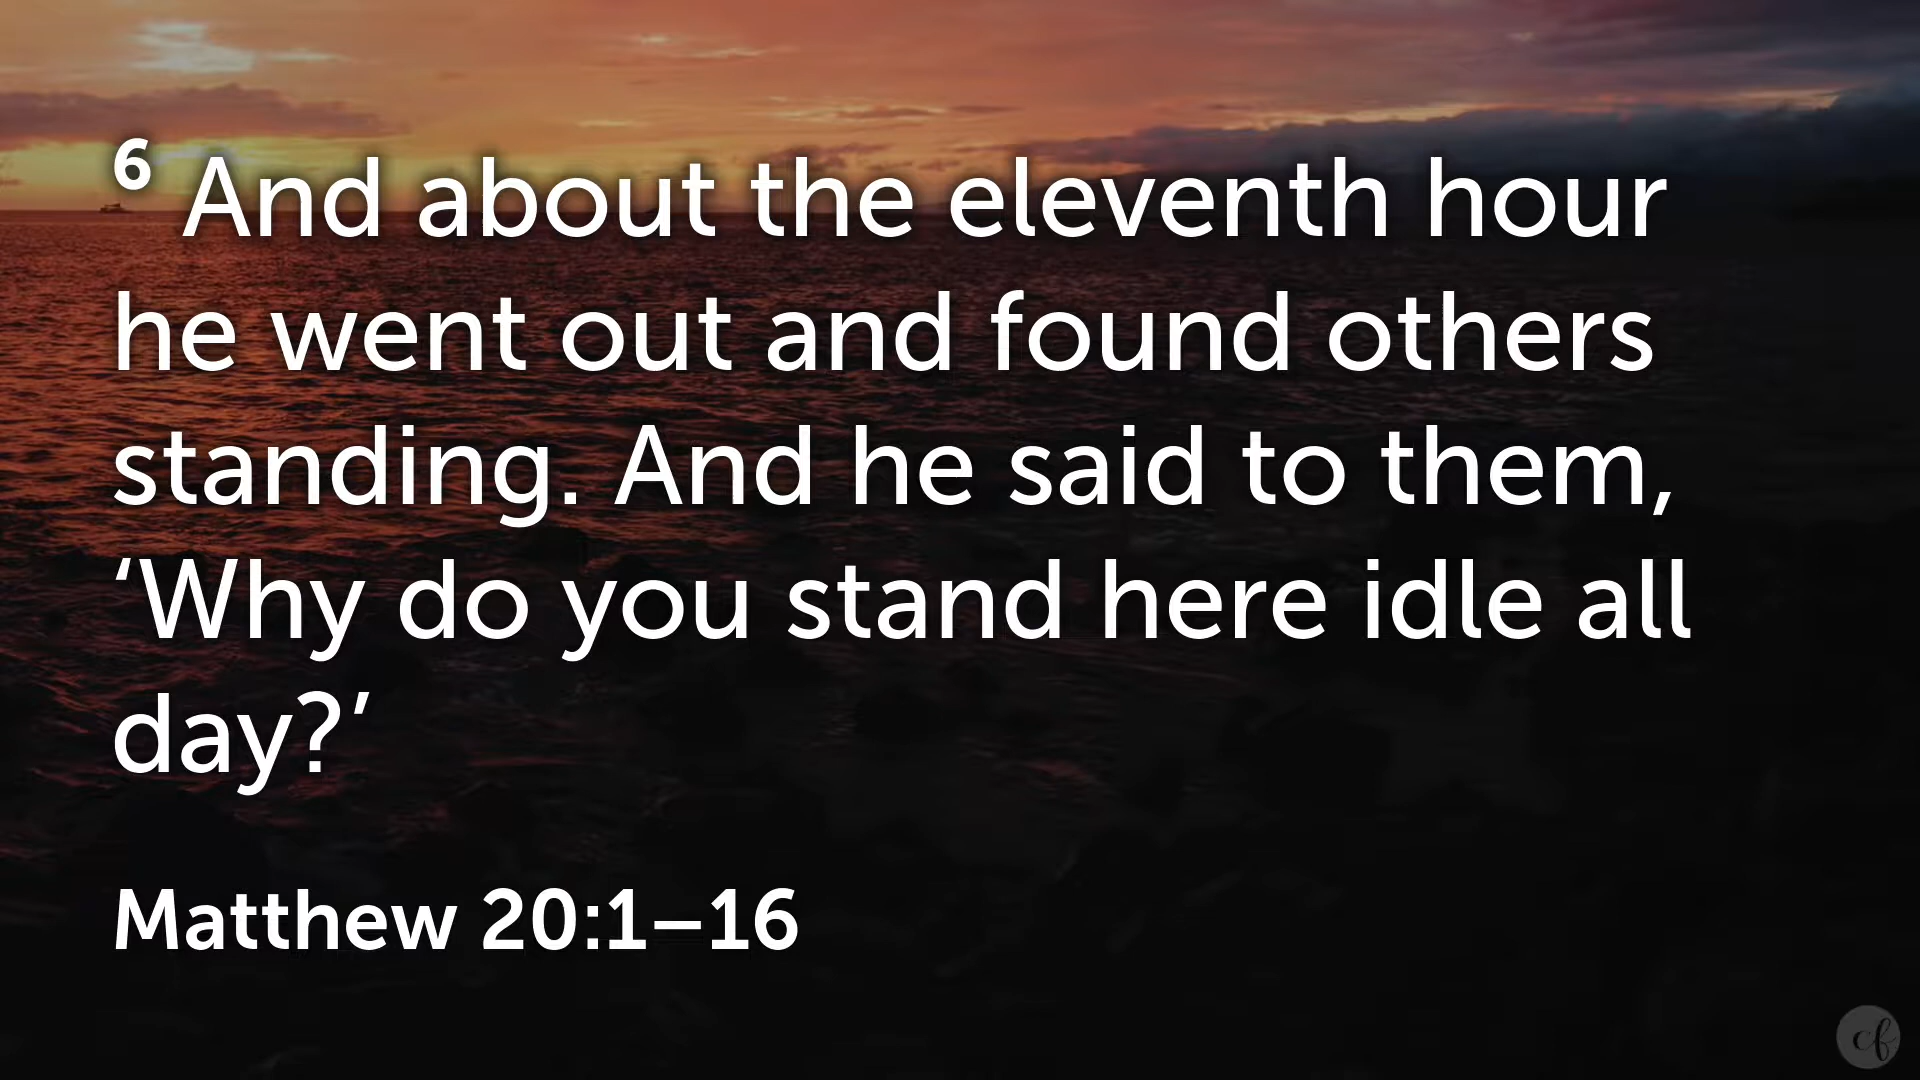 6 And about the eleventh hour
he went out and found others
standing. And he said to them,
‘Why do you stand here idle all
day?’
Matthew 20:1–16
cf